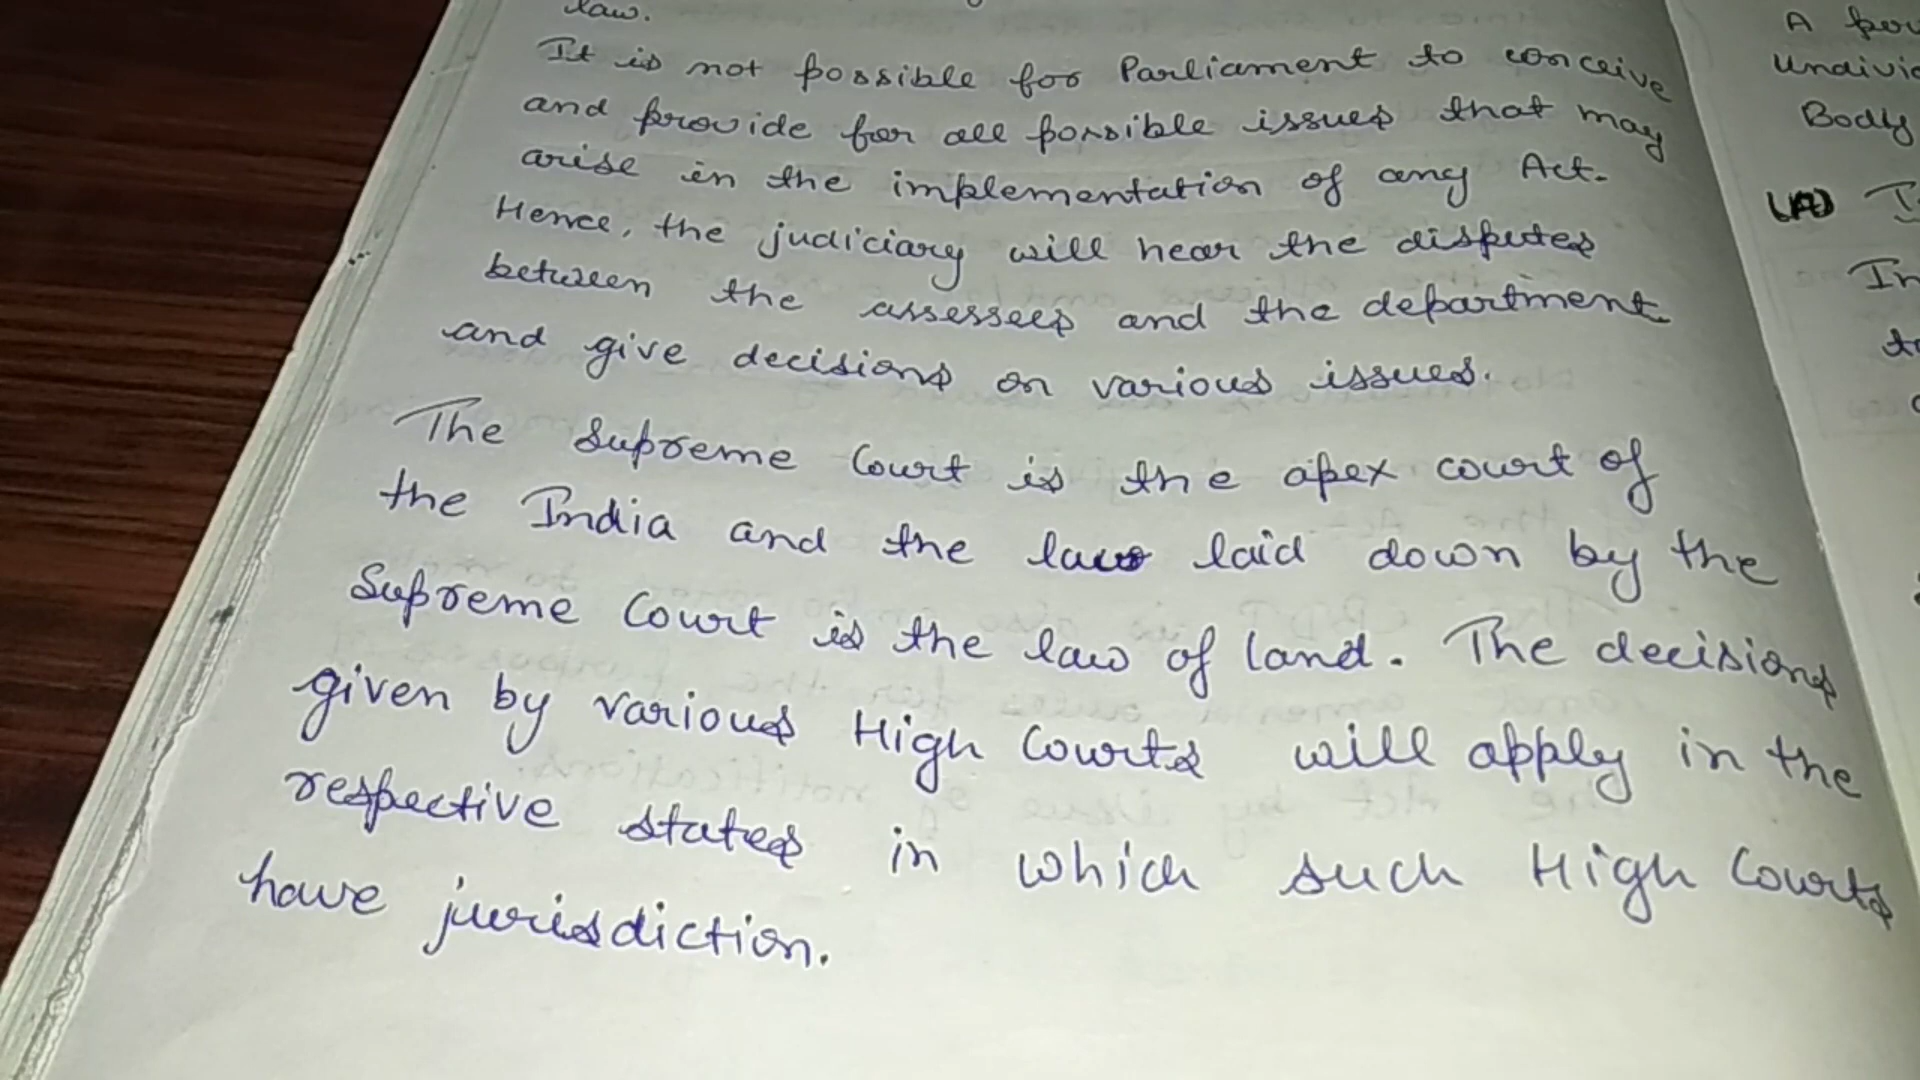 law.
It is not possible for Parliament to conceive
and provide for all possible issues that may
arise in the implementation of any Act.
Hence, the judiciary will hear the disputes
between the assessees and the department
and give decisions on various issues.
The Supreme Court is the apex court of
the India and the law laid down by the
Supreme Court is the law of land. The decisions
given by various High Courts will apply in the
respective states in which such High Courts
have jurisdiction.
A
Body
(A)